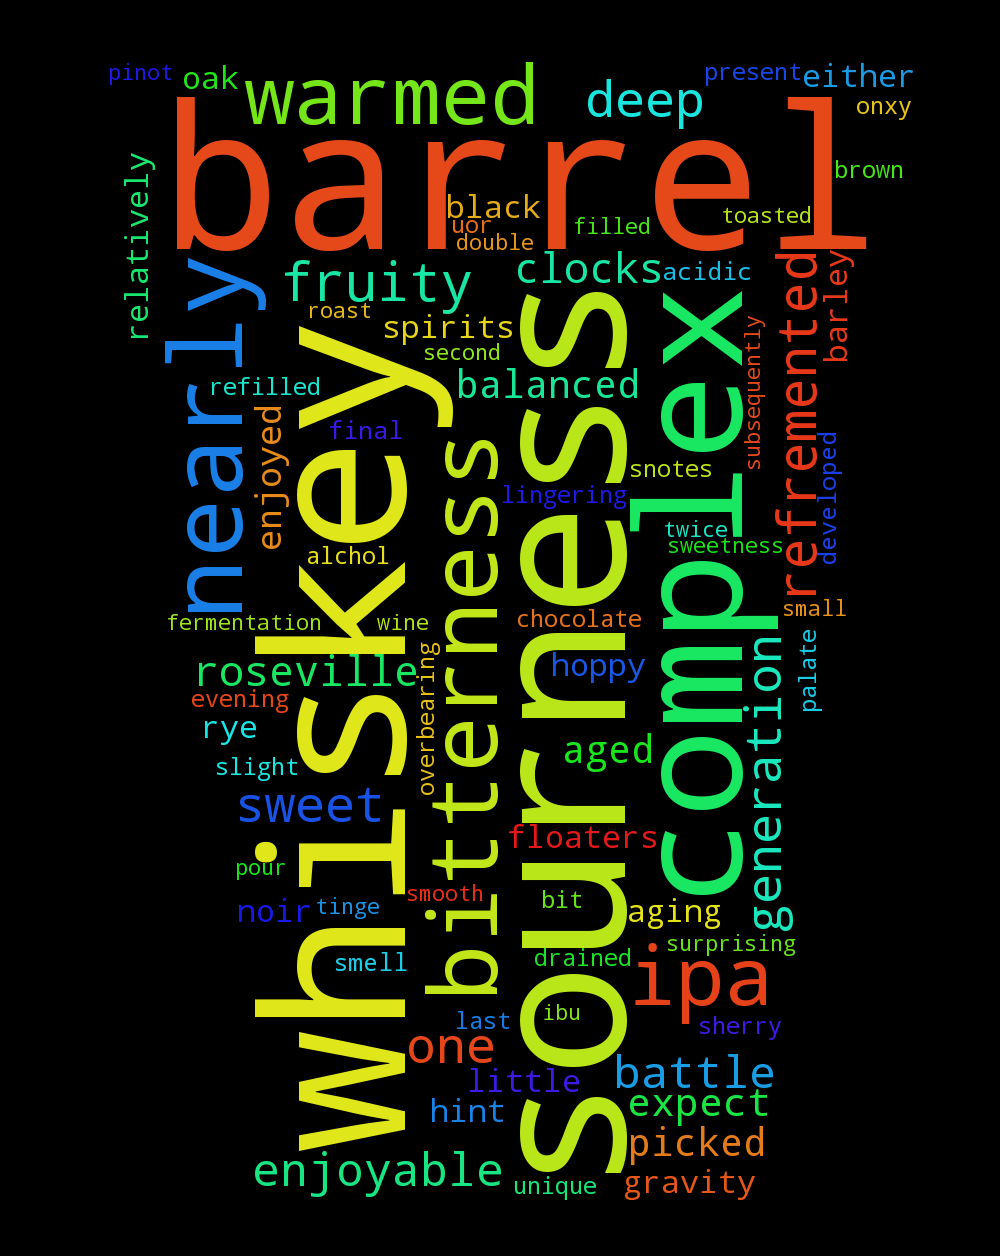 pinot
oak
warmed
deep
present
either
onxy
barrel
relatively
black
uor
double
filled
toasted
brown
nearly
fruity
clocks
acidic
refremented
barley
roast
spirits
second
whiskey
sourness
complex
subsequently
refilled
balanced
enjoyed
final
bitterness
snotes
developed
lingering
twice
sweetness
alchol
fermentation
wine
chocolate
small
roseville
overbearing
hoppy
generation
palate
evening
rye
aged
slight
sweet
floaters
pour
smooth
bit
noir
tinge
aging
smell
drained
surprising
ipa
last
ibu
sherry
one
little
battle
hint
expect
enjoyable
picked
unique
gravity